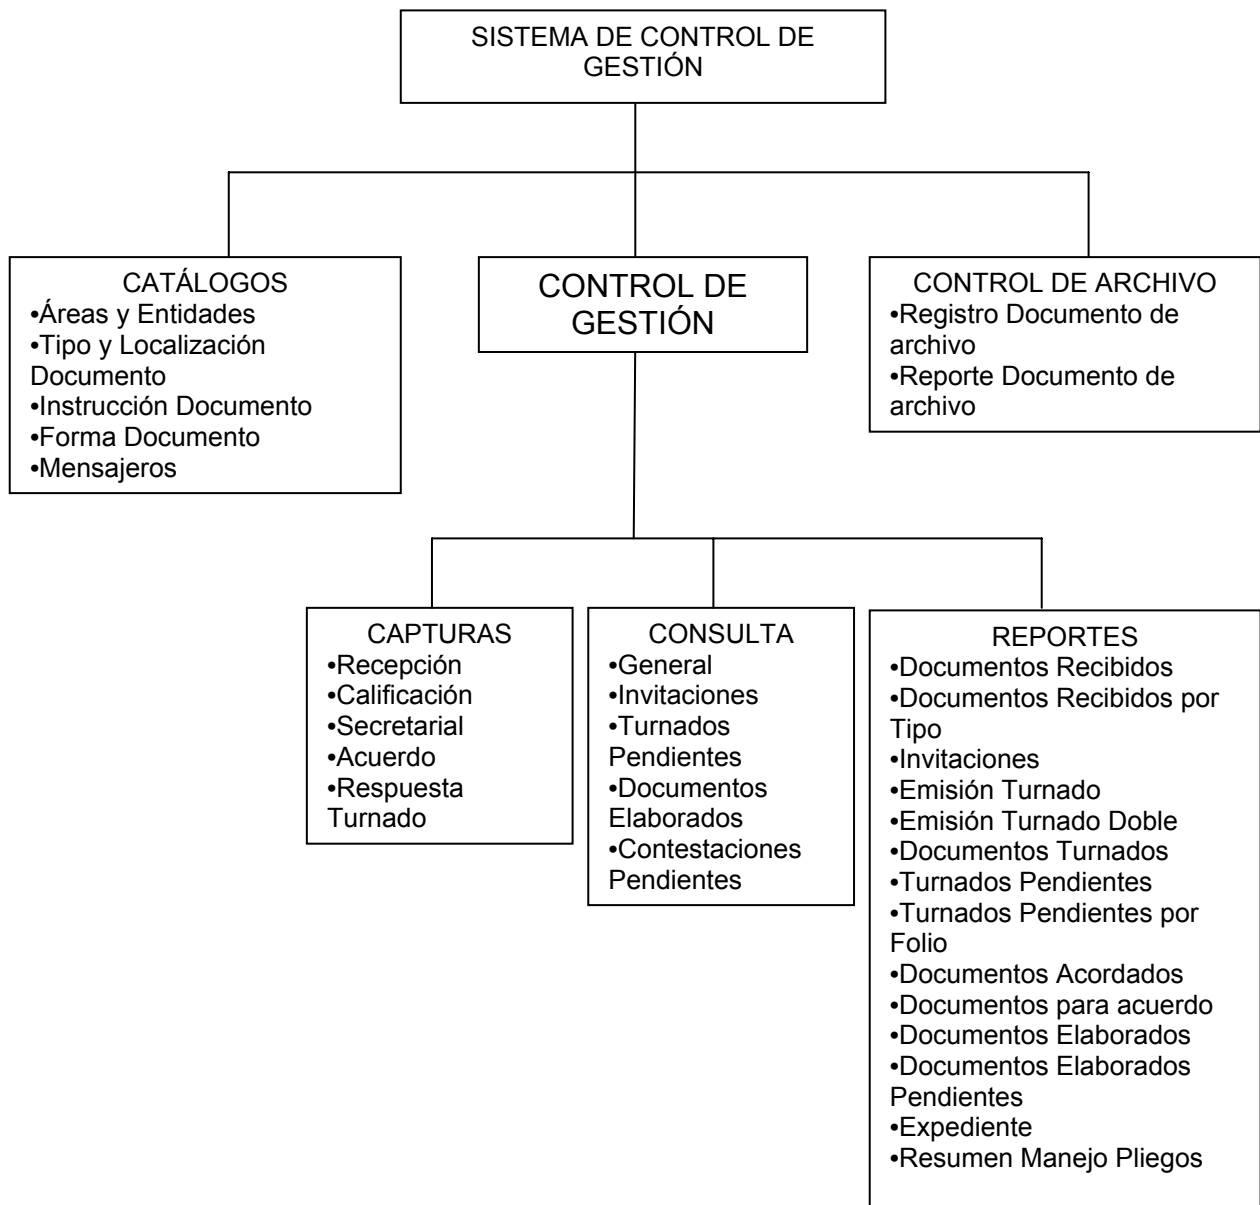 SISTEMA DE CONTROL DE
GESTIÓN
CATÁLOGOS
•Áreas y Entidades
•Tipo y Localización
Documento
•Instrucción Documento
•Forma Documento
•Mensajeros
CONTROL DE
GESTIÓN
CONTROL DE ARCHIVO
•Registro Documento de
archivo
•Reporte Documento de
archivo
CAPTURAS
•Recepción
•Calificación
•Secretarial
•Acuerdo
•Respuesta
Turnado
CONSULTA
•General
•Invitaciones
•Turnados
Pendientes
•Documentos
Elaborados
•Contestaciones
Pendientes
REPORTES
•Documentos Recibidos
•Documentos Recibidos por
Tipo
•Invitaciones
•Emisión Turnado
•Emisión Turnado Doble
•Documentos Turnados
•Turnados Pendientes
•Turnados Pendientes por
Folio
•Documentos Acordados
•Documentos para acuerdo
•Documentos Elaborados
•Documentos Elaborados
Pendientes
•Expediente
•Resumen Manejo Pliegos